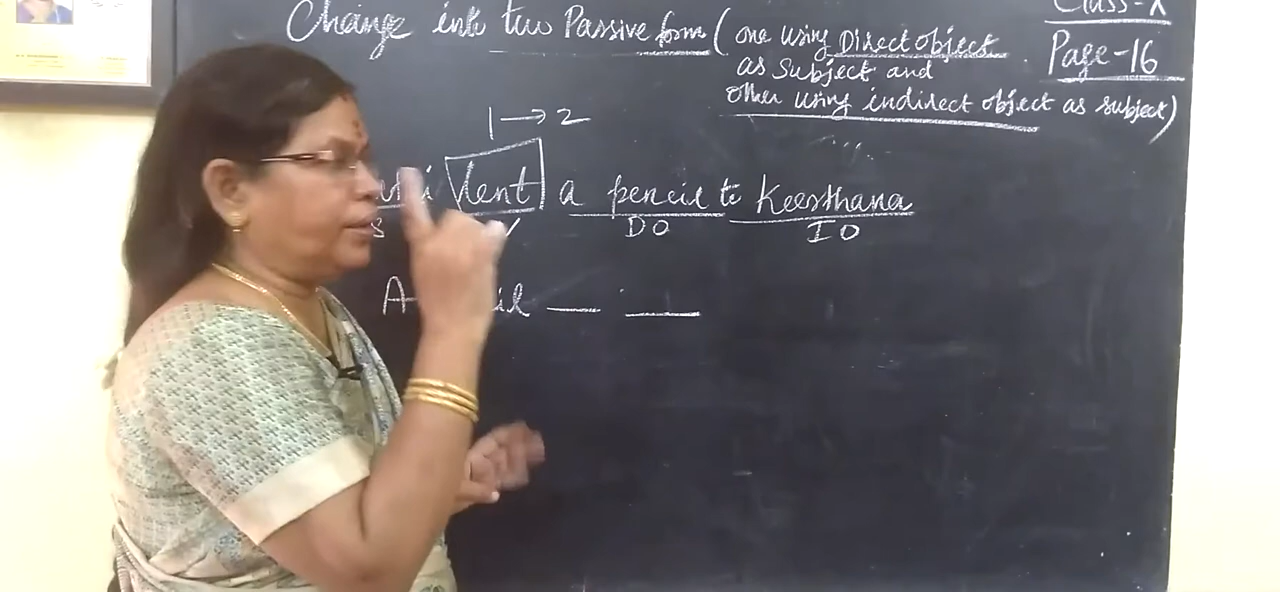 Change into two Passive form (one using Direct object
as subject and
other using indirect object as subject)
Class-X
Page-16
1 → 2
lent a pencil to Keerthana
S V DO IO
A